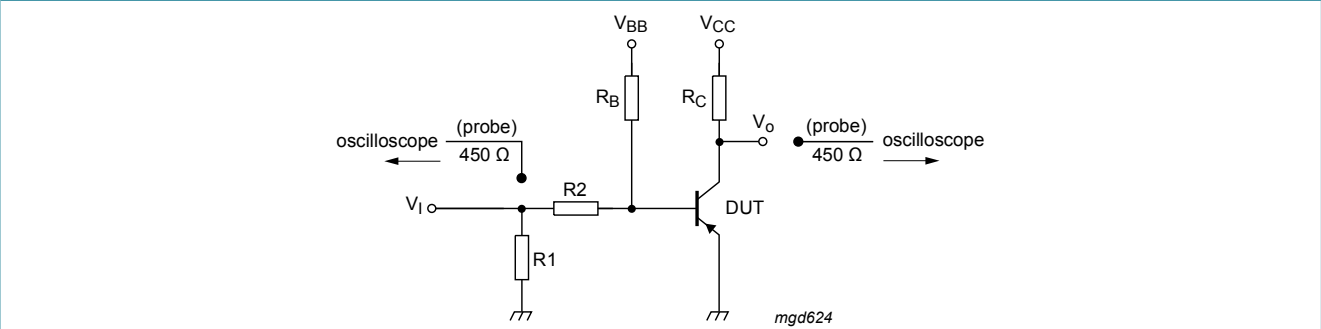 VBB
VCC
RB
RC
Vo
(probe)
450 Ω
oscilloscope
(probe)
450 Ω
oscilloscope
VI
R2
DUT
R1
mgd624